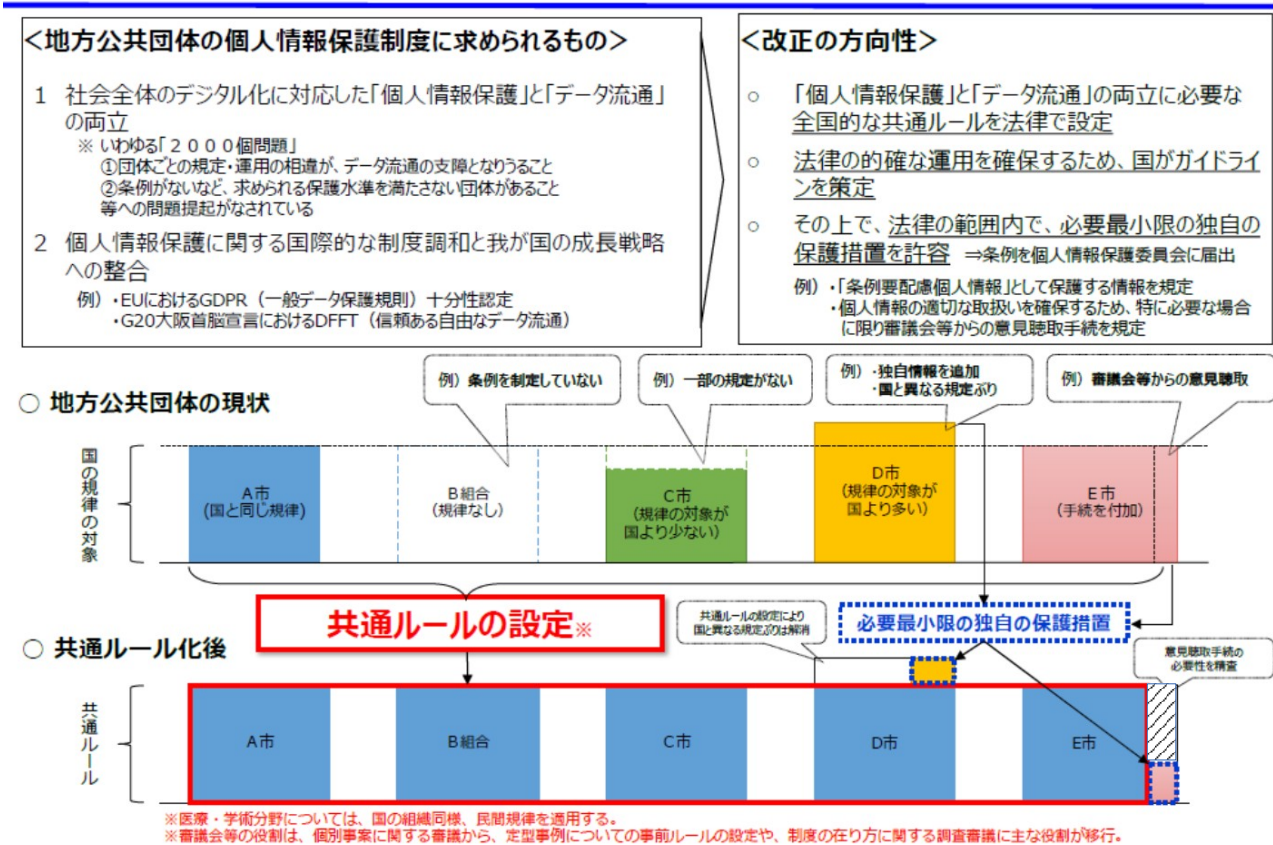 ＜地方公共団体の個人情報保護制度に求められるもの＞
1 社会全体のデジタル化に対応した「個人情報保護」と「データ流通」
の両立
※ いわゆる「２０００個問題」
①団体ごとの規定・運用の相違が、データ流通の支障となりうること
②条例がないなど、求められる保護水準を満たさない団体があること
等への問題提起がなされている
2 個人情報保護に関する国際的な制度調和と我が国の成長戦略
への整合
例）・EUにおけるGDPR（一般データ保護規則）十分性認定
・G20大阪首脳宣言におけるDFFT（信頼ある自由なデータ流通）
＜改正の方向性＞
○ 「個人情報保護」と「データ流通」の両立に必要な
全国的な共通ルールを法律で設定
○ 法律の的確な運用を確保するため、国がガイドライ
ンを策定
○ その上で、法律の範囲内で、必要最小限の独自の
保護措置を許容 ⇒条例を個人情報保護委員会に届出
例）・「条例要配慮個人情報」として保護する情報を規定
・個人情報の適切な取扱いを確保するため、特に必要な場合
に限り審議会等からの意見聴取手続を規定
○ 地方公共団体の現状
例）条例を制定していない
例）一部の規定がない
例）・独自情報を追加
・国と異なる規定ぶり
例）審議会等からの意見聴取
国の規律の対象
A市
(国と同じ規律)
B組合
(規律なし)
C市
(規律の対象が
国より少ない)
D市
(規律の対象が
国より多い)
E市
(手続を付加)
共通ルールの設定※
共通ルールの設定により
国と異なる規定ぶりは解消
必要最小限の独自の保護措置
意見聴取手続の
必要性を精査
○ 共通ルール化後
共通ルール
A市
B組合
C市
D市
E市
※医療・学術分野については、国の組織同様、民間規律を適用する。
※審議会等の役割は、個別事案に関する審議から、定型事例についての事前ルールの設定や、制度の在り方に関する調査審議に主な役割が移行。